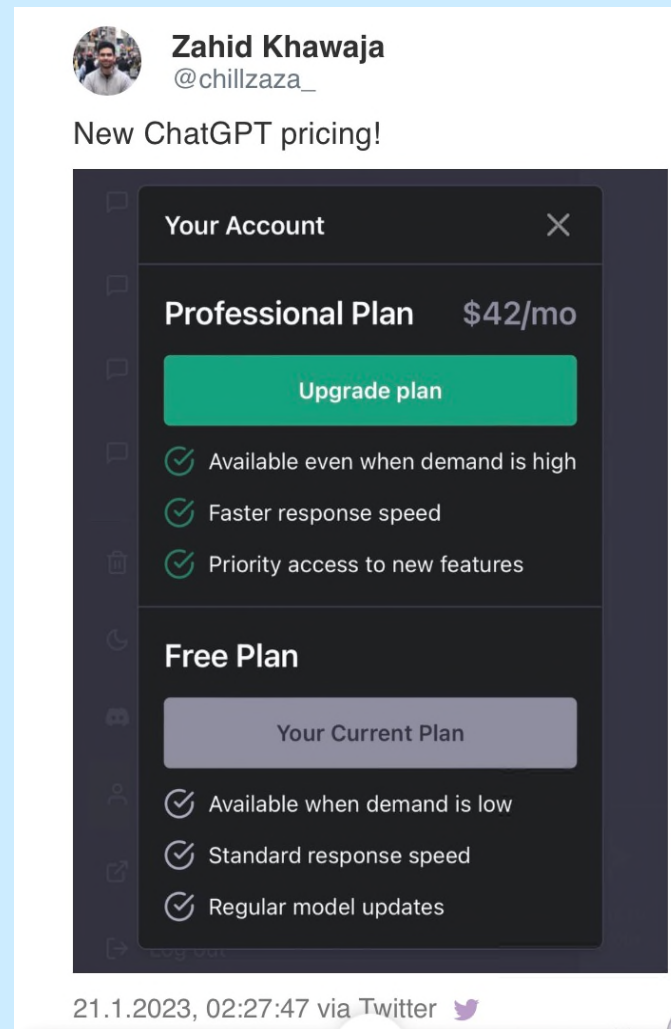 Zahid Khawaja
@chillzaza_
New ChatGPT pricing!
Your Account
Professional Plan $42/mo
Upgrade plan
Available even when demand is high
Faster response speed
Priority access to new features
Free Plan
Your Current Plan
Available when demand is low
Standard response speed
Regular model updates
Log out
21.1.2023, 02:27:47 via Twitter